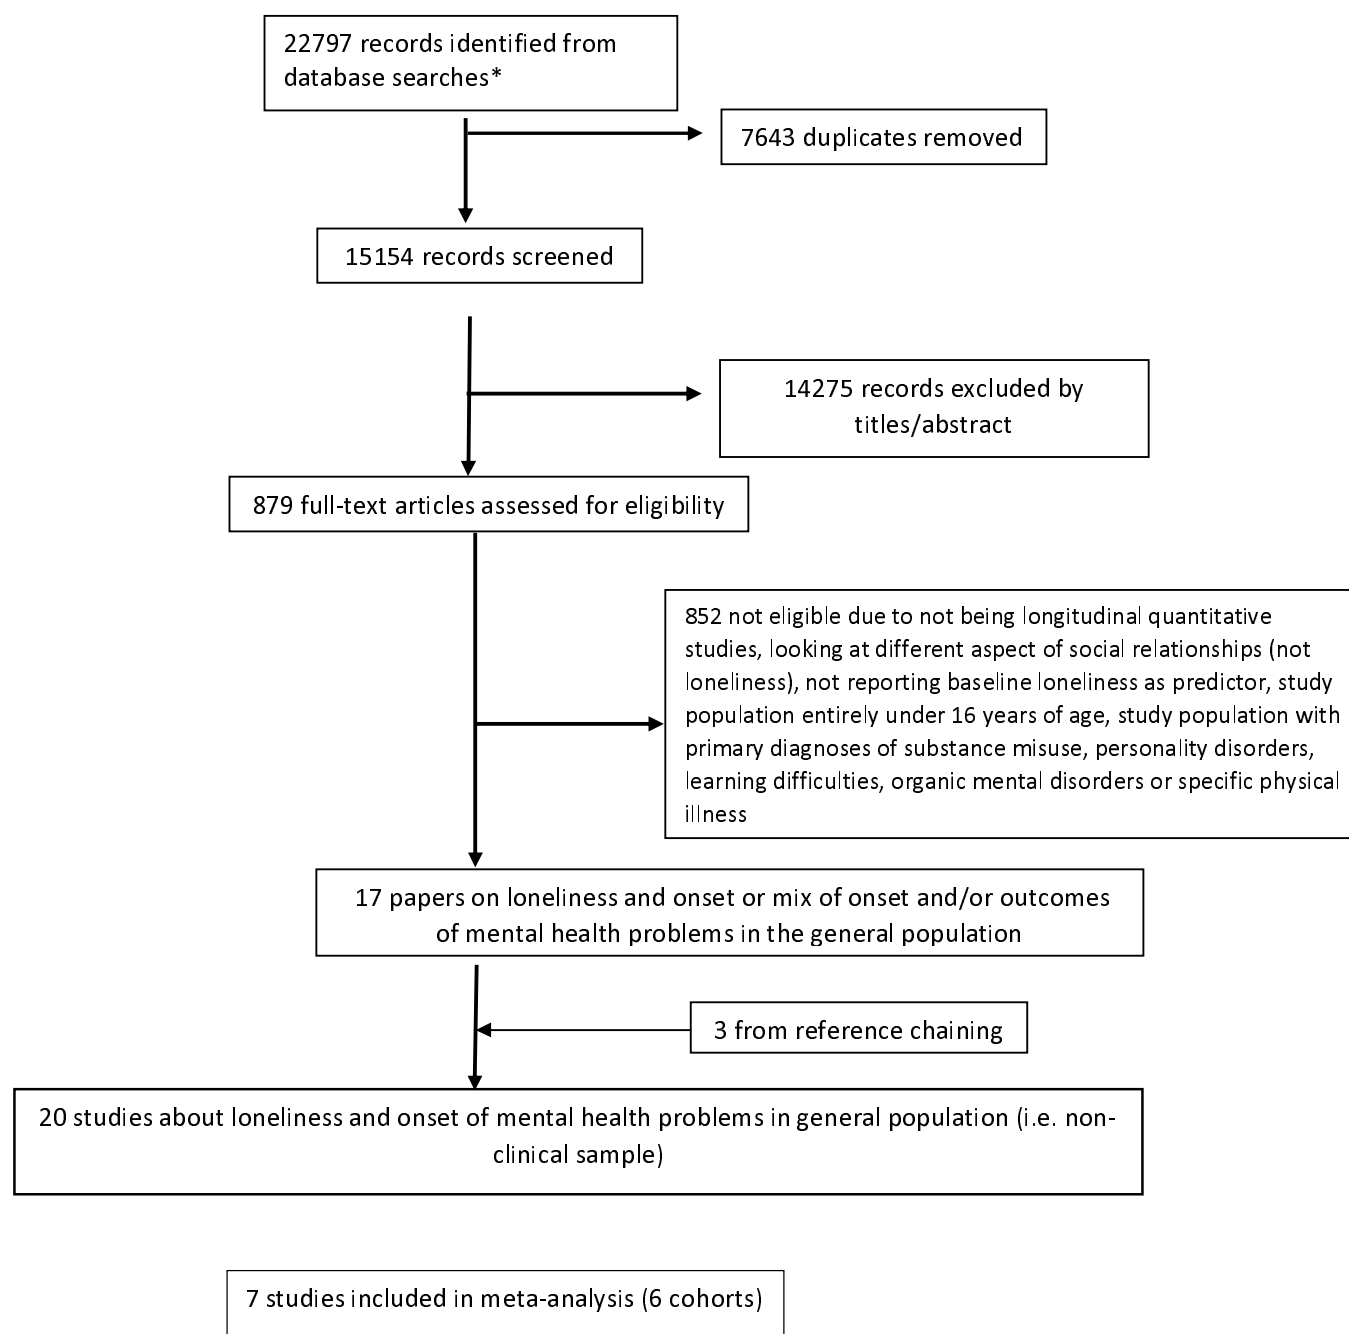 22797 records identified from
database searches*
7643 duplicates removed
15154 records screened
14275 records excluded by
titles/abstract
879 full-text articles assessed for eligibility
852 not eligible due to not being longitudinal quantitative
studies, looking at different aspect of social relationships (not
loneliness), not reporting baseline loneliness as predictor, study
population entirely under 16 years of age, study population with
primary diagnoses of substance misuse, personality disorders,
learning difficulties, organic mental disorders or specific physical
illness
17 papers on loneliness and onset or mix of onset and/or outcomes
of mental health problems in the general population
3 from reference chaining
20 studies about loneliness and onset of mental health problems in general population (i.e. non-
clinical sample)
7 studies included in meta-analysis (6 cohorts)